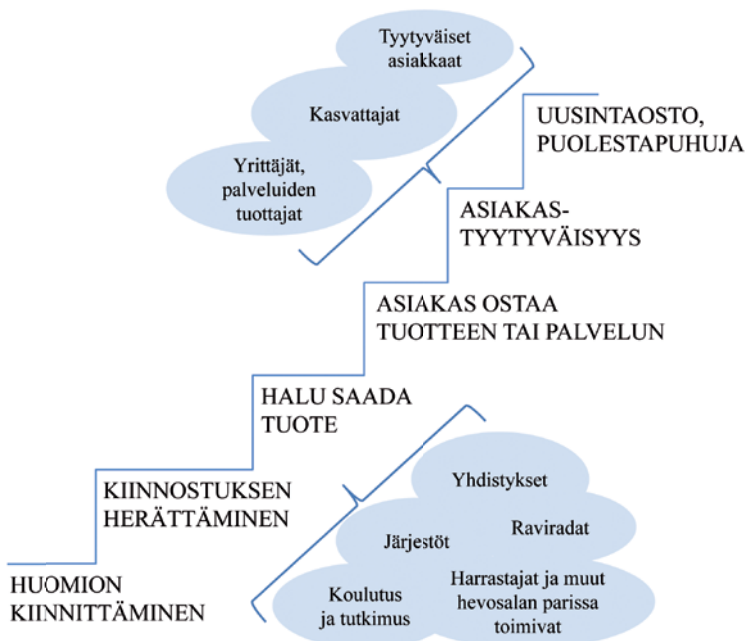 Tyytyväiset
asiakkaat
Kasvattajat
Yrittäjät,
palveluiden
tuottajat
UUSINTAOSTO,
PUOLESTAPUHUJA
ASIAKAS-
TYYTYVÄISYYS
ASIAKAS OSTAA
TUOTTEEN TAI PALVELUN
HALU SAADA
TUOTE
KIINNOSTUKSEN
HERÄTTÄMINEN
HUOMION
KIINNITTÄMINEN
Yhdistykset
Järjestöt
Raviradat
Koulutus
ja tutkimus
Harrastajat ja muut
hevosalan parissa
toimivat